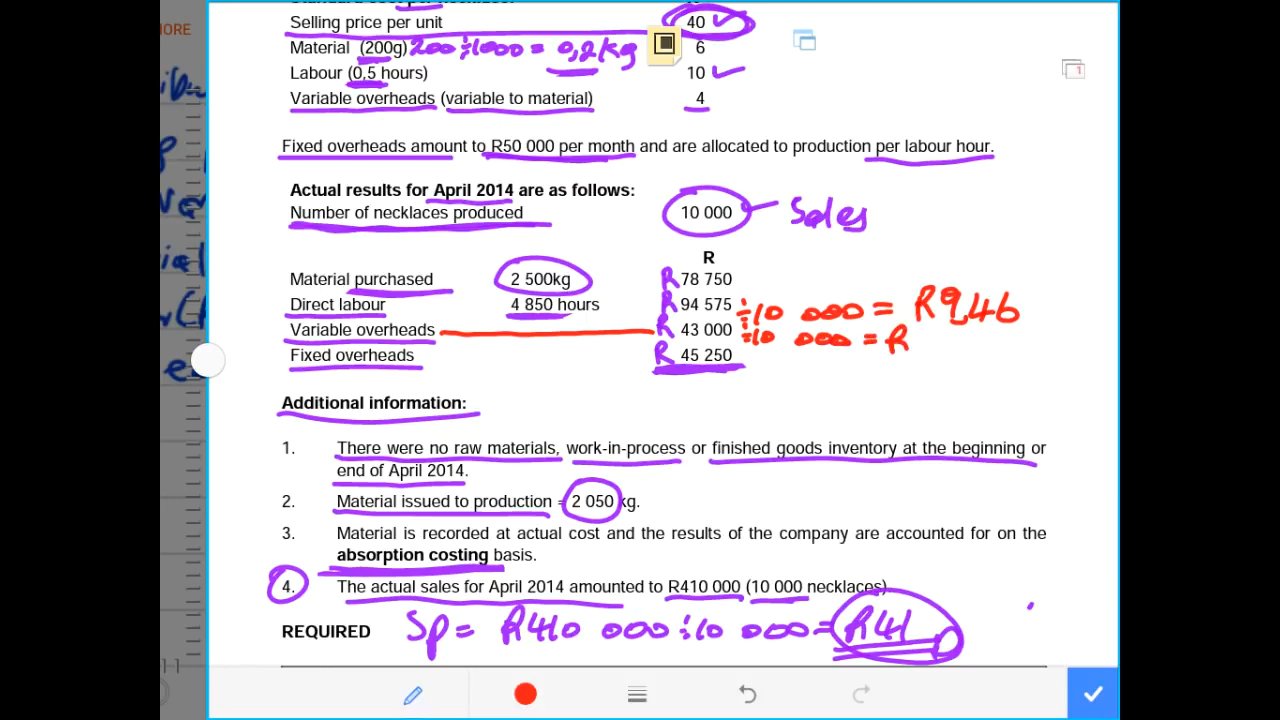 MORE
Selling price per unit 40
Material (200g) 200÷1000 = 0,2kg 6
Labour (0,5 hours) 10
Variable overheads (variable to material) 4
Fixed overheads amount to R50 000 per month and are allocated to production per labour hour.
Actual results for April 2014 are as follows:
Number of necklaces produced 10 000 Sales
R
Material purchased 2 500kg R 78 750
Direct labour 4 850 hours R 94 575 ÷10 000 = R9,46
Variable overheads R 43 000 ÷10 000 = R
Fixed overheads R 45 250
Additional information:
1. There were no raw materials, work-in-process or finished goods inventory at the beginning or
end of April 2014.
2. Material issued to production = 2 050 kg.
3. Material is recorded at actual cost and the results of the company are accounted for on the
absorption costing basis.
4. The actual sales for April 2014 amounted to R410 000 (10 000 necklaces)
REQUIRED Sp = R410 000 ÷10 000 = R41